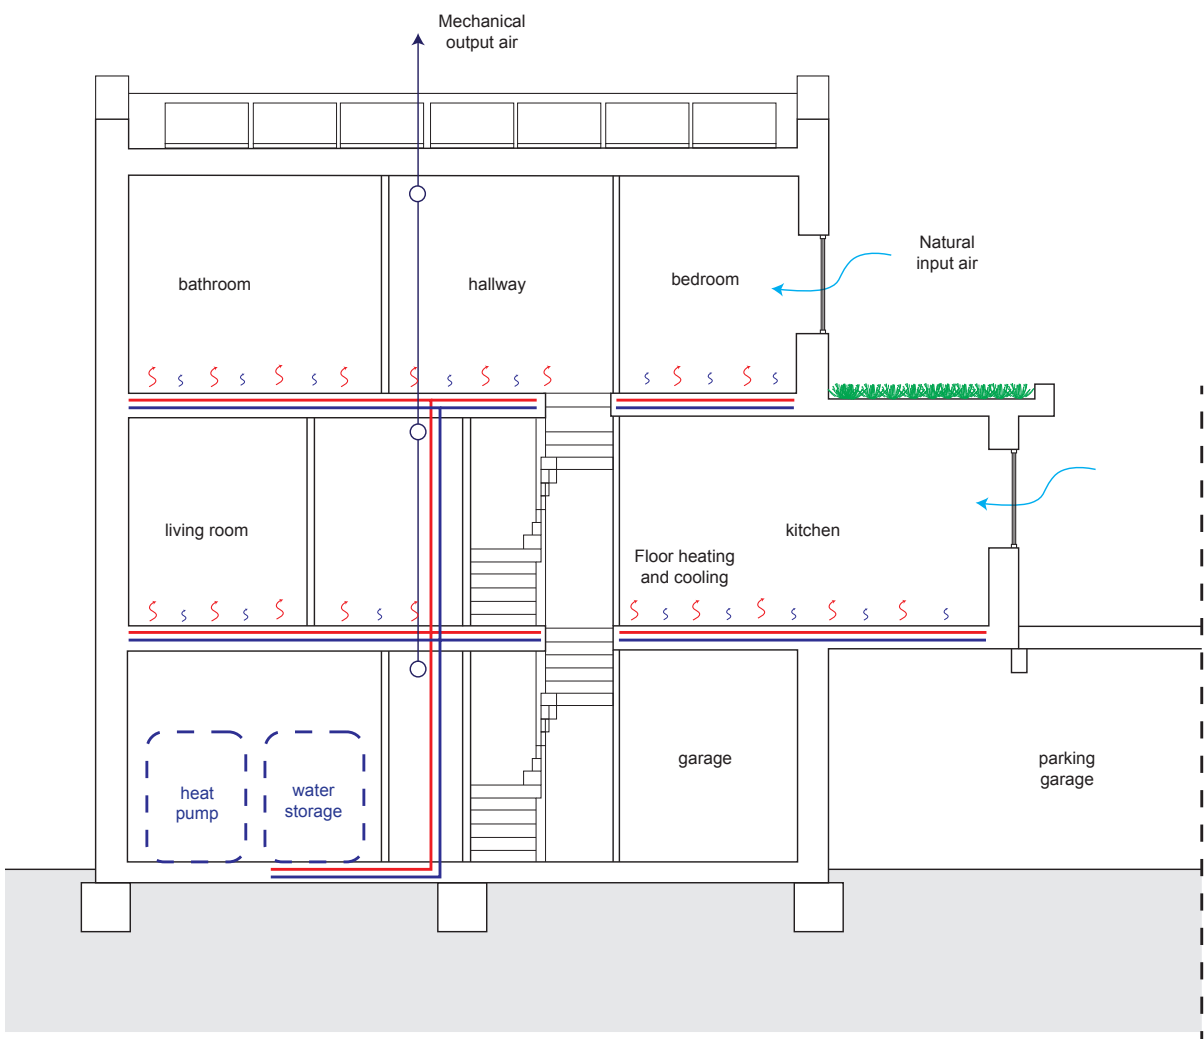 Mechanical
output air
Natural
input air
bathroom
hallway
bedroom
living room
kitchen
Floor heating
and cooling
heat
pump
water
storage
garage
parking
garage